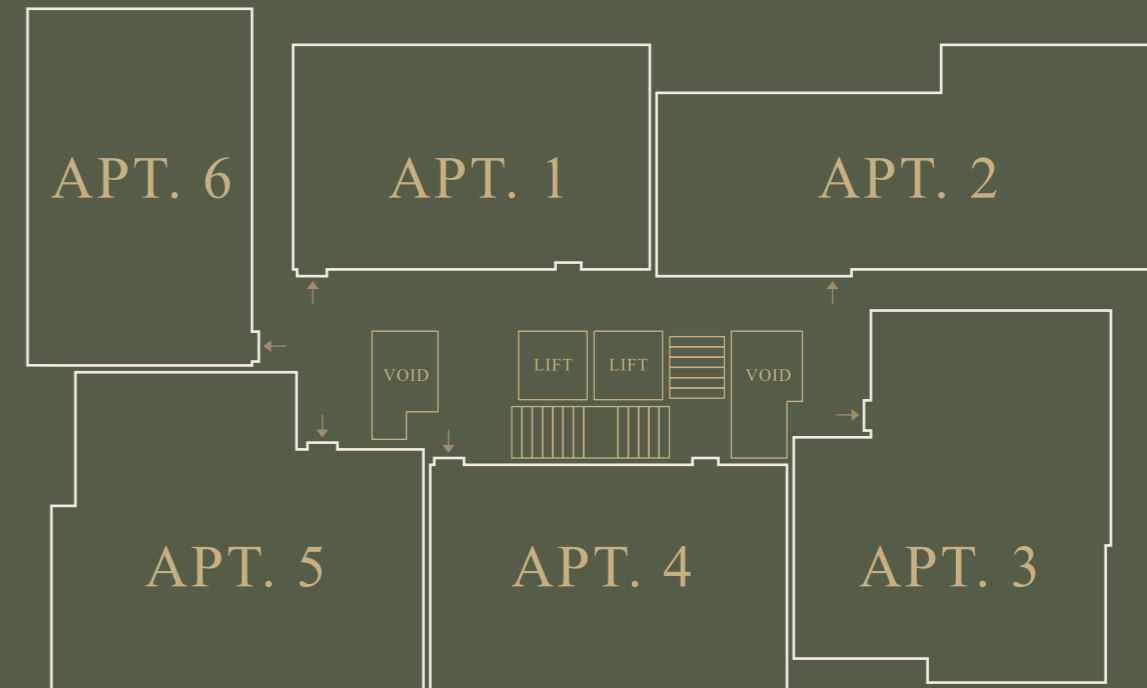 APT. 6
APT. 1
APT. 2
VOID
LIFT
LIFT
VOID
APT. 5
APT. 4
APT. 3